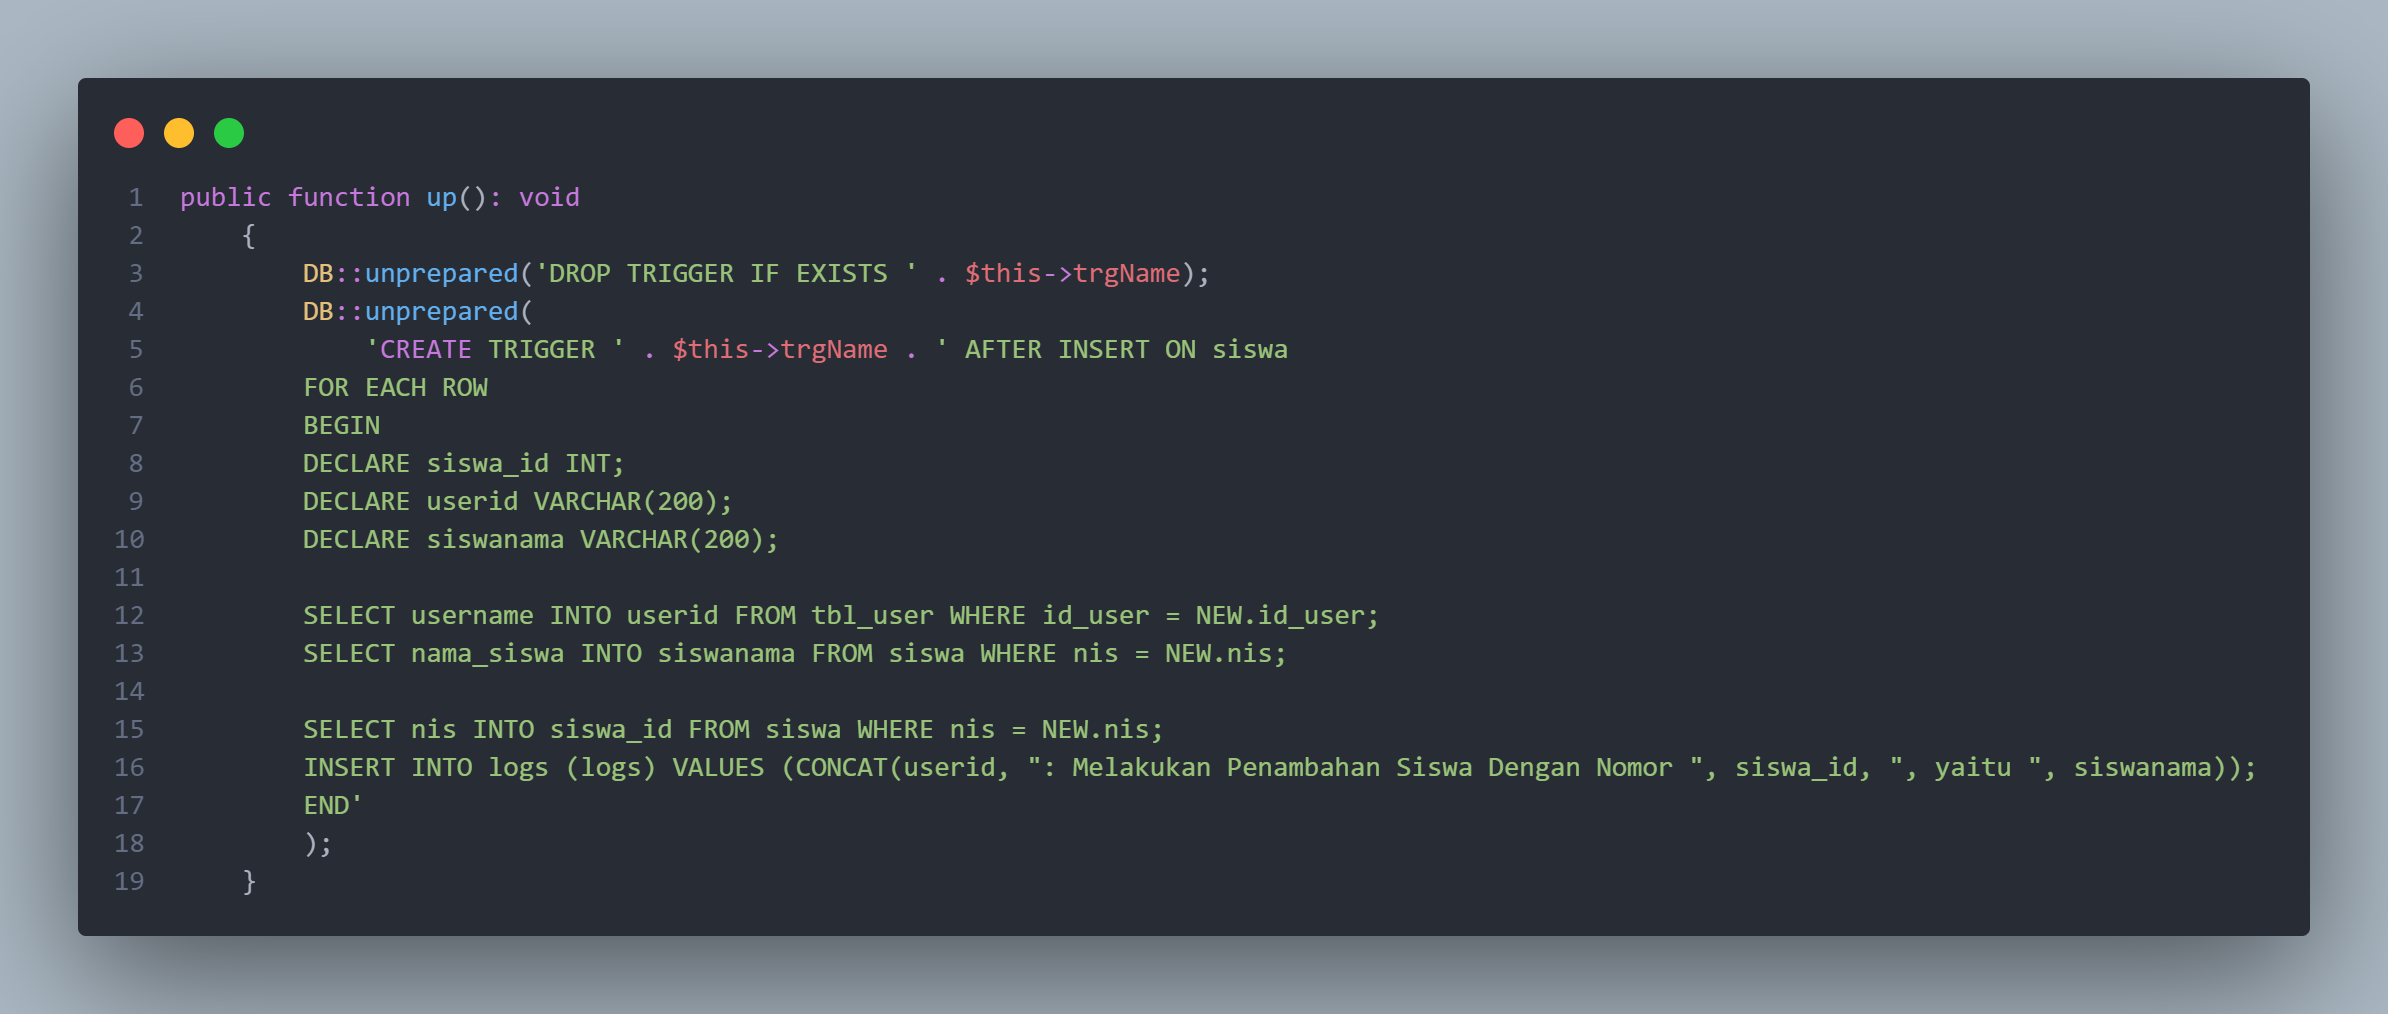 1 public function up(): void
2     {
3         DB::unprepared('DROP TRIGGER IF EXISTS ' . $this->trgName);
4         DB::unprepared(
5             'CREATE TRIGGER ' . $this->trgName . ' AFTER INSERT ON siswa
6         FOR EACH ROW
7         BEGIN
8         DECLARE siswa_id INT;
9         DECLARE userid VARCHAR(200);
10         DECLARE siswanama VARCHAR(200);
11
12         SELECT username INTO userid FROM tbl_user WHERE id_user = NEW.id_user;
13         SELECT nama_siswa INTO siswanama FROM siswa WHERE nis = NEW.nis;
14
15         SELECT nis INTO siswa_id FROM siswa WHERE nis = NEW.nis;
16         INSERT INTO logs (logs) VALUES (CONCAT(userid, ": Melakukan Penambahan Siswa Dengan Nomor ", siswa_id, ", yaitu ", siswanama));
17         END'
18         );
19     }